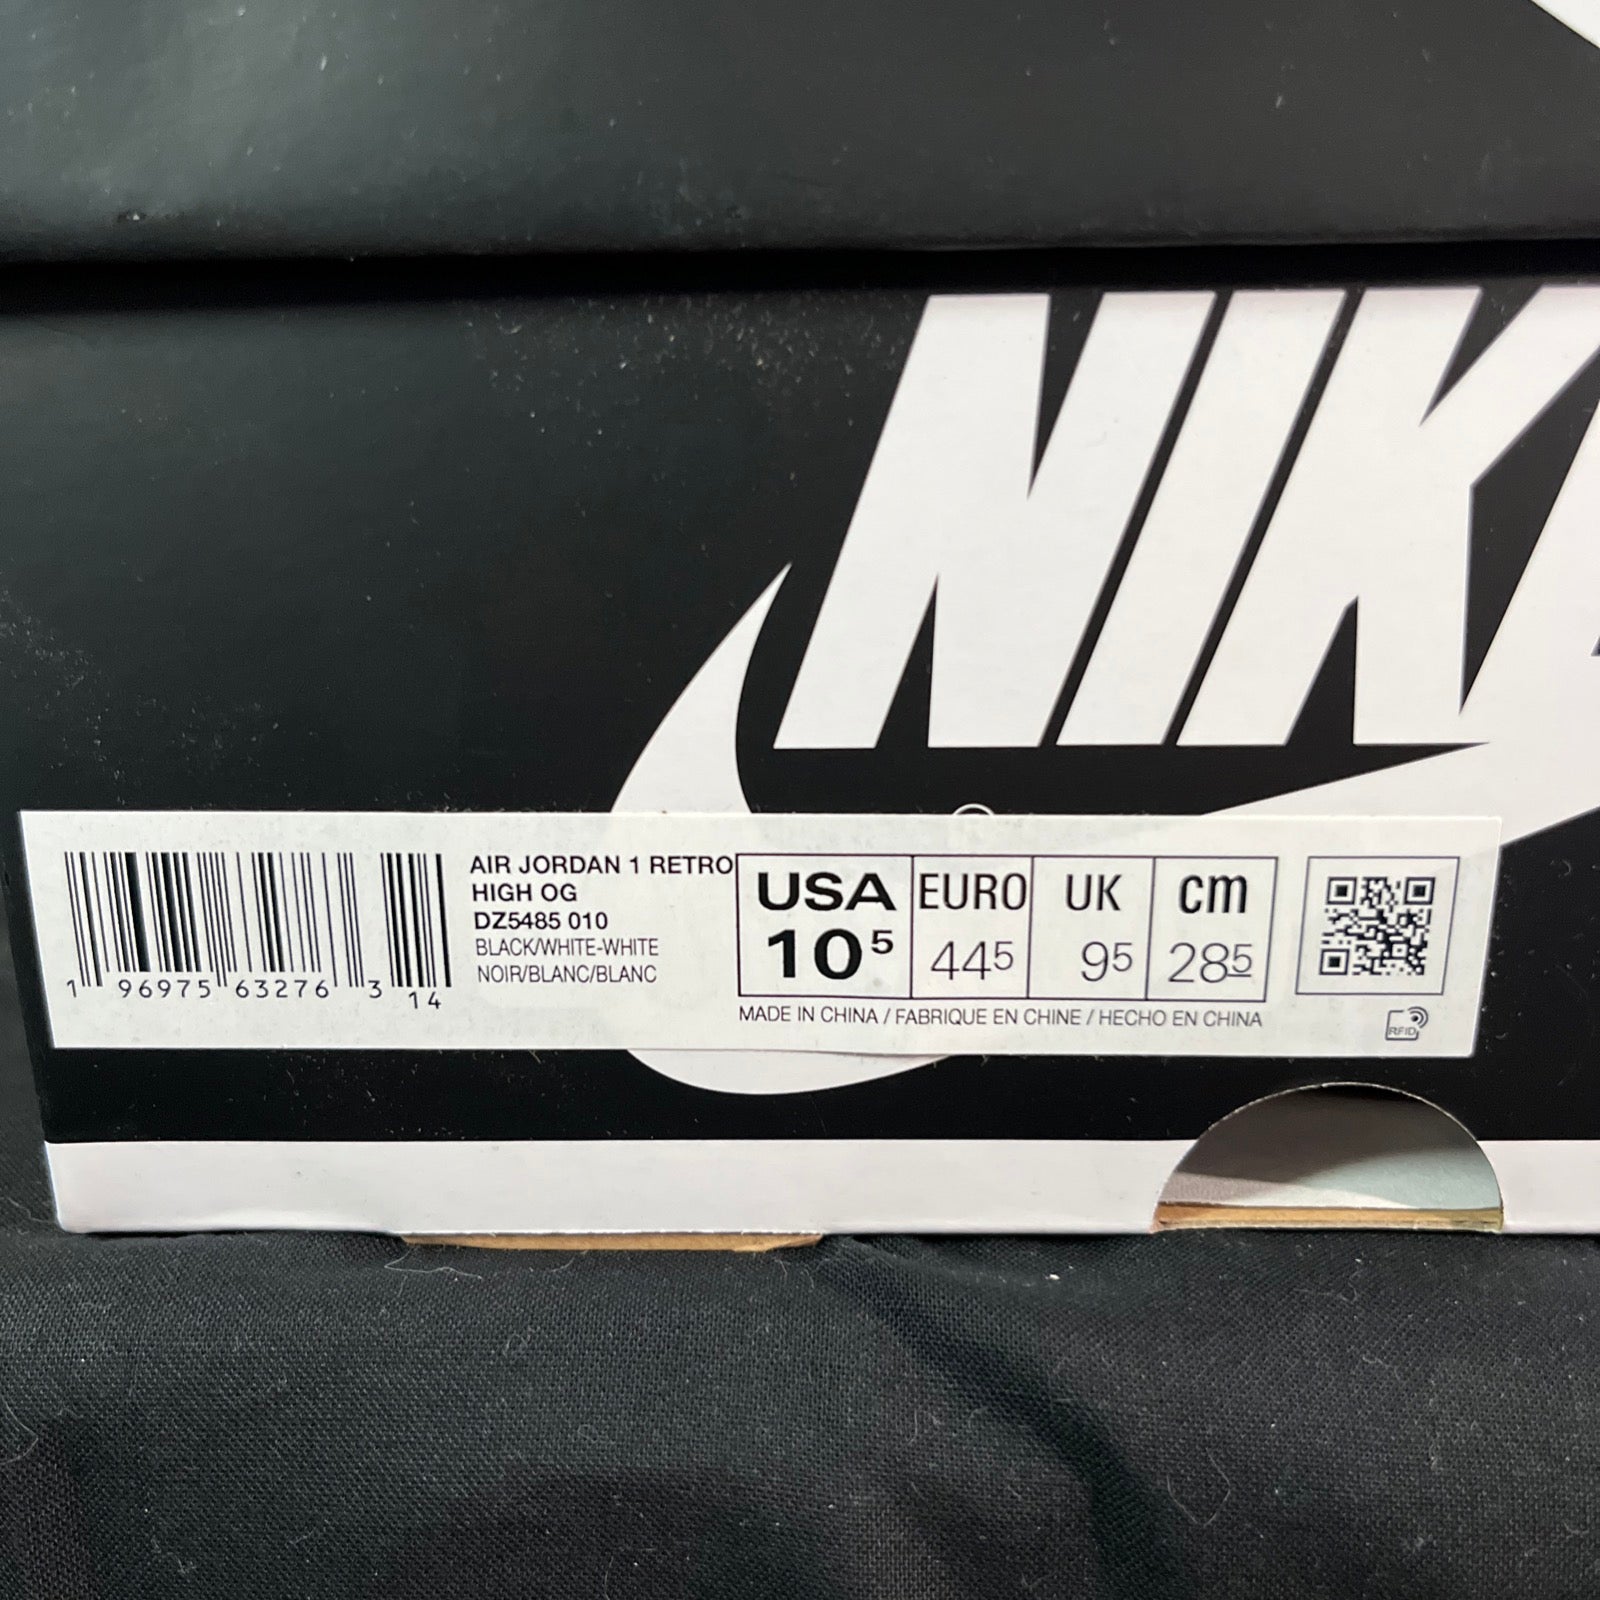 NIKE
AIR JORDAN 1 RETRO
HIGH OG
DZ5485 010
BLACK/WHITE-WHITE
NOIR/BLANC/BLANC
1 96975 63276 3 14
USA EURO UK cm
10⁵ 44⁵ 9⁵ 28⁵
MADE IN CHINA / FABRIQUE EN CHINE / HECHO EN CHINA
RFID